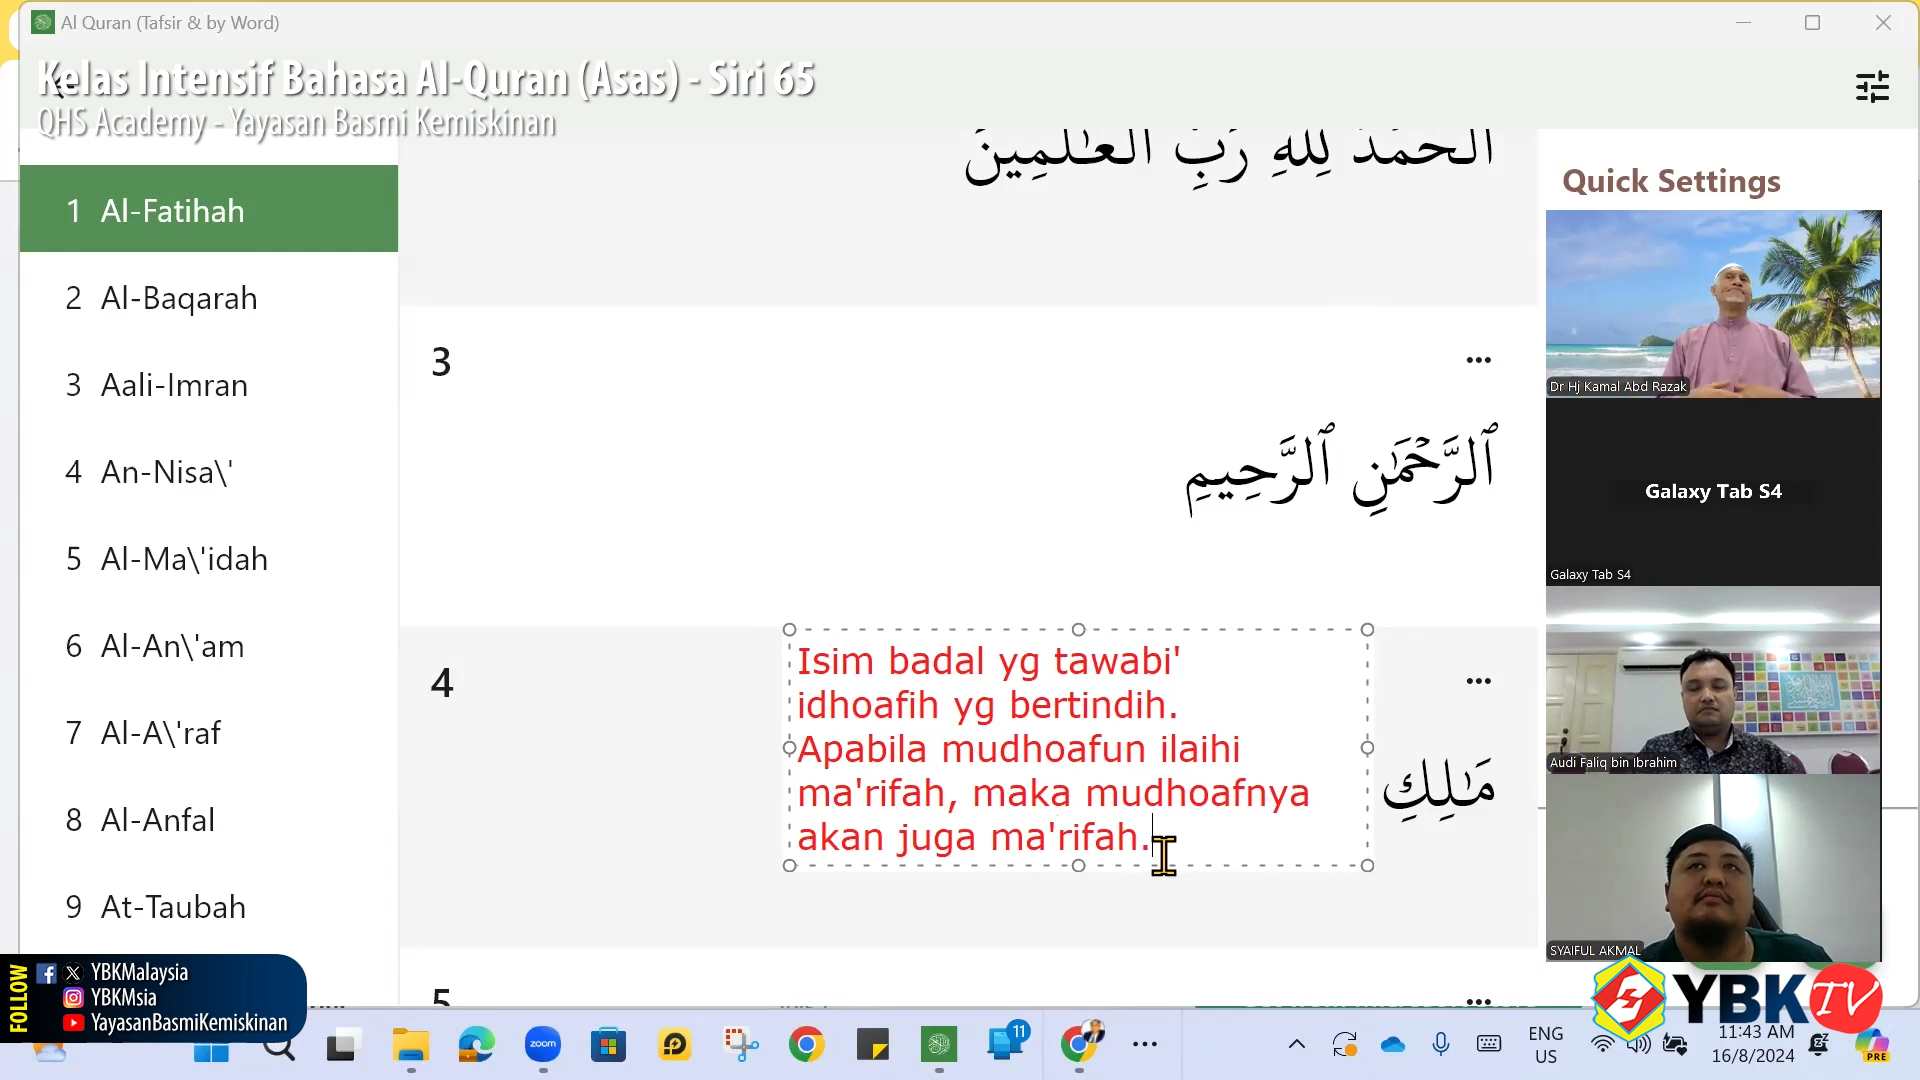 Al Quran (Tafsir & by Word)
Kelas Intensif Bahasa Al-Quran (Asas) - Siri 65
QHS Academy - Yayasan Basmi Kemiskinan
1 Al-Fatihah
2 Al-Baqarah
3 Aali-Imran
4 An-Nisa\'
5 Al-Ma\'idah
6 Al-An\'am
7 Al-A\'raf
8 Al-Anfal
9 At-Taubah
ٱلْحَمْدُ لِلَّهِ رَبِّ ٱلْعَـٰلَمِينَ
3
ٱلرَّحْمَـٰنِ ٱلرَّحِيمِ
4
Isim badal yg tawabi'
idhoafih yg bertindih.
Apabila mudhoafun ilaihi
ma'rifah, maka mudhoafnya
akan juga ma'rifah.
مَـٰلِكِ
5
Quick Settings
Dr Hj Kamal Abd Razak
Galaxy Tab S4
Galaxy Tab S4
Audi Faliq bin Ibrahim
SYAIFUL AKMAL
FOLLOW
YBKMalaysia
YBKMsia
YayasanBasmiKemiskinan
YBK TV
zoom
11
ENG
US
11:43 AM
16/8/2024
PRE